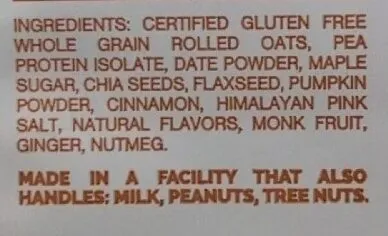 INGREDIENTS: CERTIFIED GLUTEN FREE
WHOLE GRAIN ROLLED OATS, PEA
PROTEIN ISOLATE, DATE POWDER, MAPLE
SUGAR, CHIA SEEDS, FLAXSEED, PUMPKIN
POWDER, CINNAMON, HIMALAYAN PINK
SALT, NATURAL FLAVORS, MONK FRUIT,
GINGER, NUTMEG.
MADE IN A FACILITY THAT ALSO
HANDLES: MILK, PEANUTS, TREE NUTS.